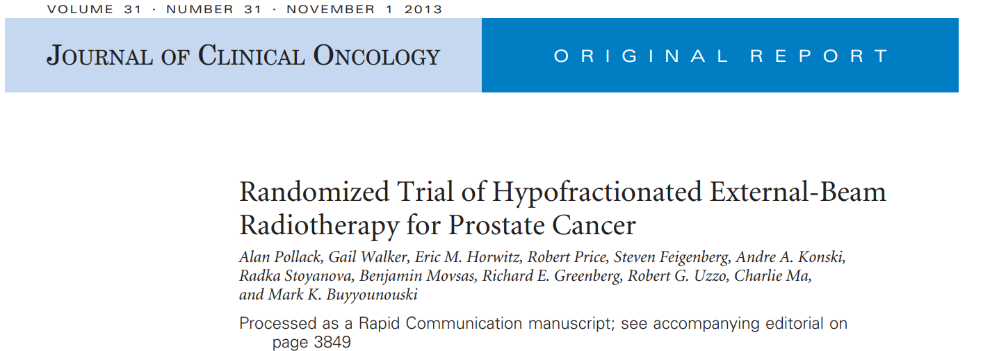 VOLUME 31 · NUMBER 31 · NOVEMBER 1 2013
JOURNAL OF CLINICAL ONCOLOGY
ORIGINAL REPORT
Randomized Trial of Hypofractionated External-Beam
Radiotherapy for Prostate Cancer
Alan Pollack, Gail Walker, Eric M. Horwitz, Robert Price, Steven Feigenberg, Andre A. Konski,
Radka Stoyanova, Benjamin Movsas, Richard E. Greenberg, Robert G. Uzzo, Charlie Ma,
and Mark K. Buyyounouski
Processed as a Rapid Communication manuscript; see accompanying editorial on
page 3849